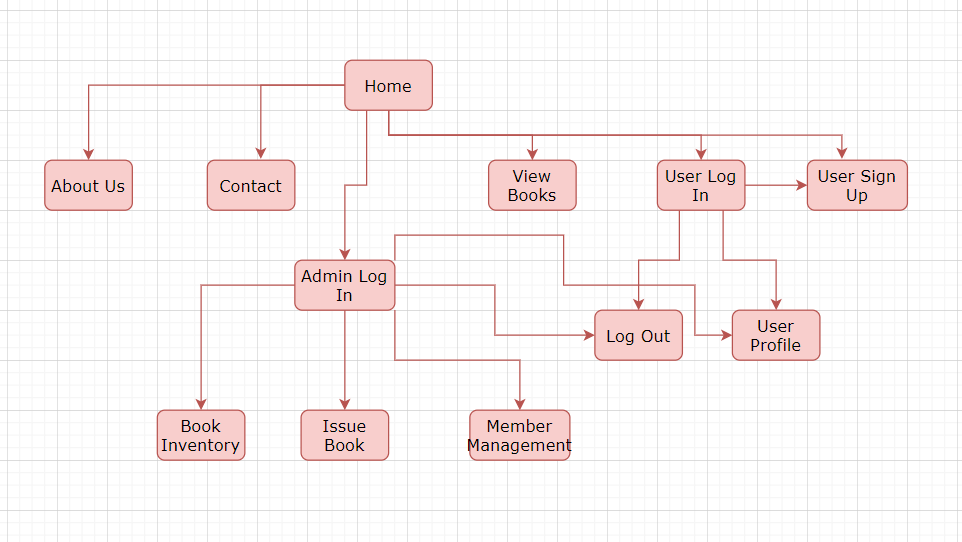 Home
About Us
Contact
View
Books
User Log
In
User Sign
Up
Admin Log
In
Log Out
User
Profile
Book
Inventory
Issue
Book
Member
Management